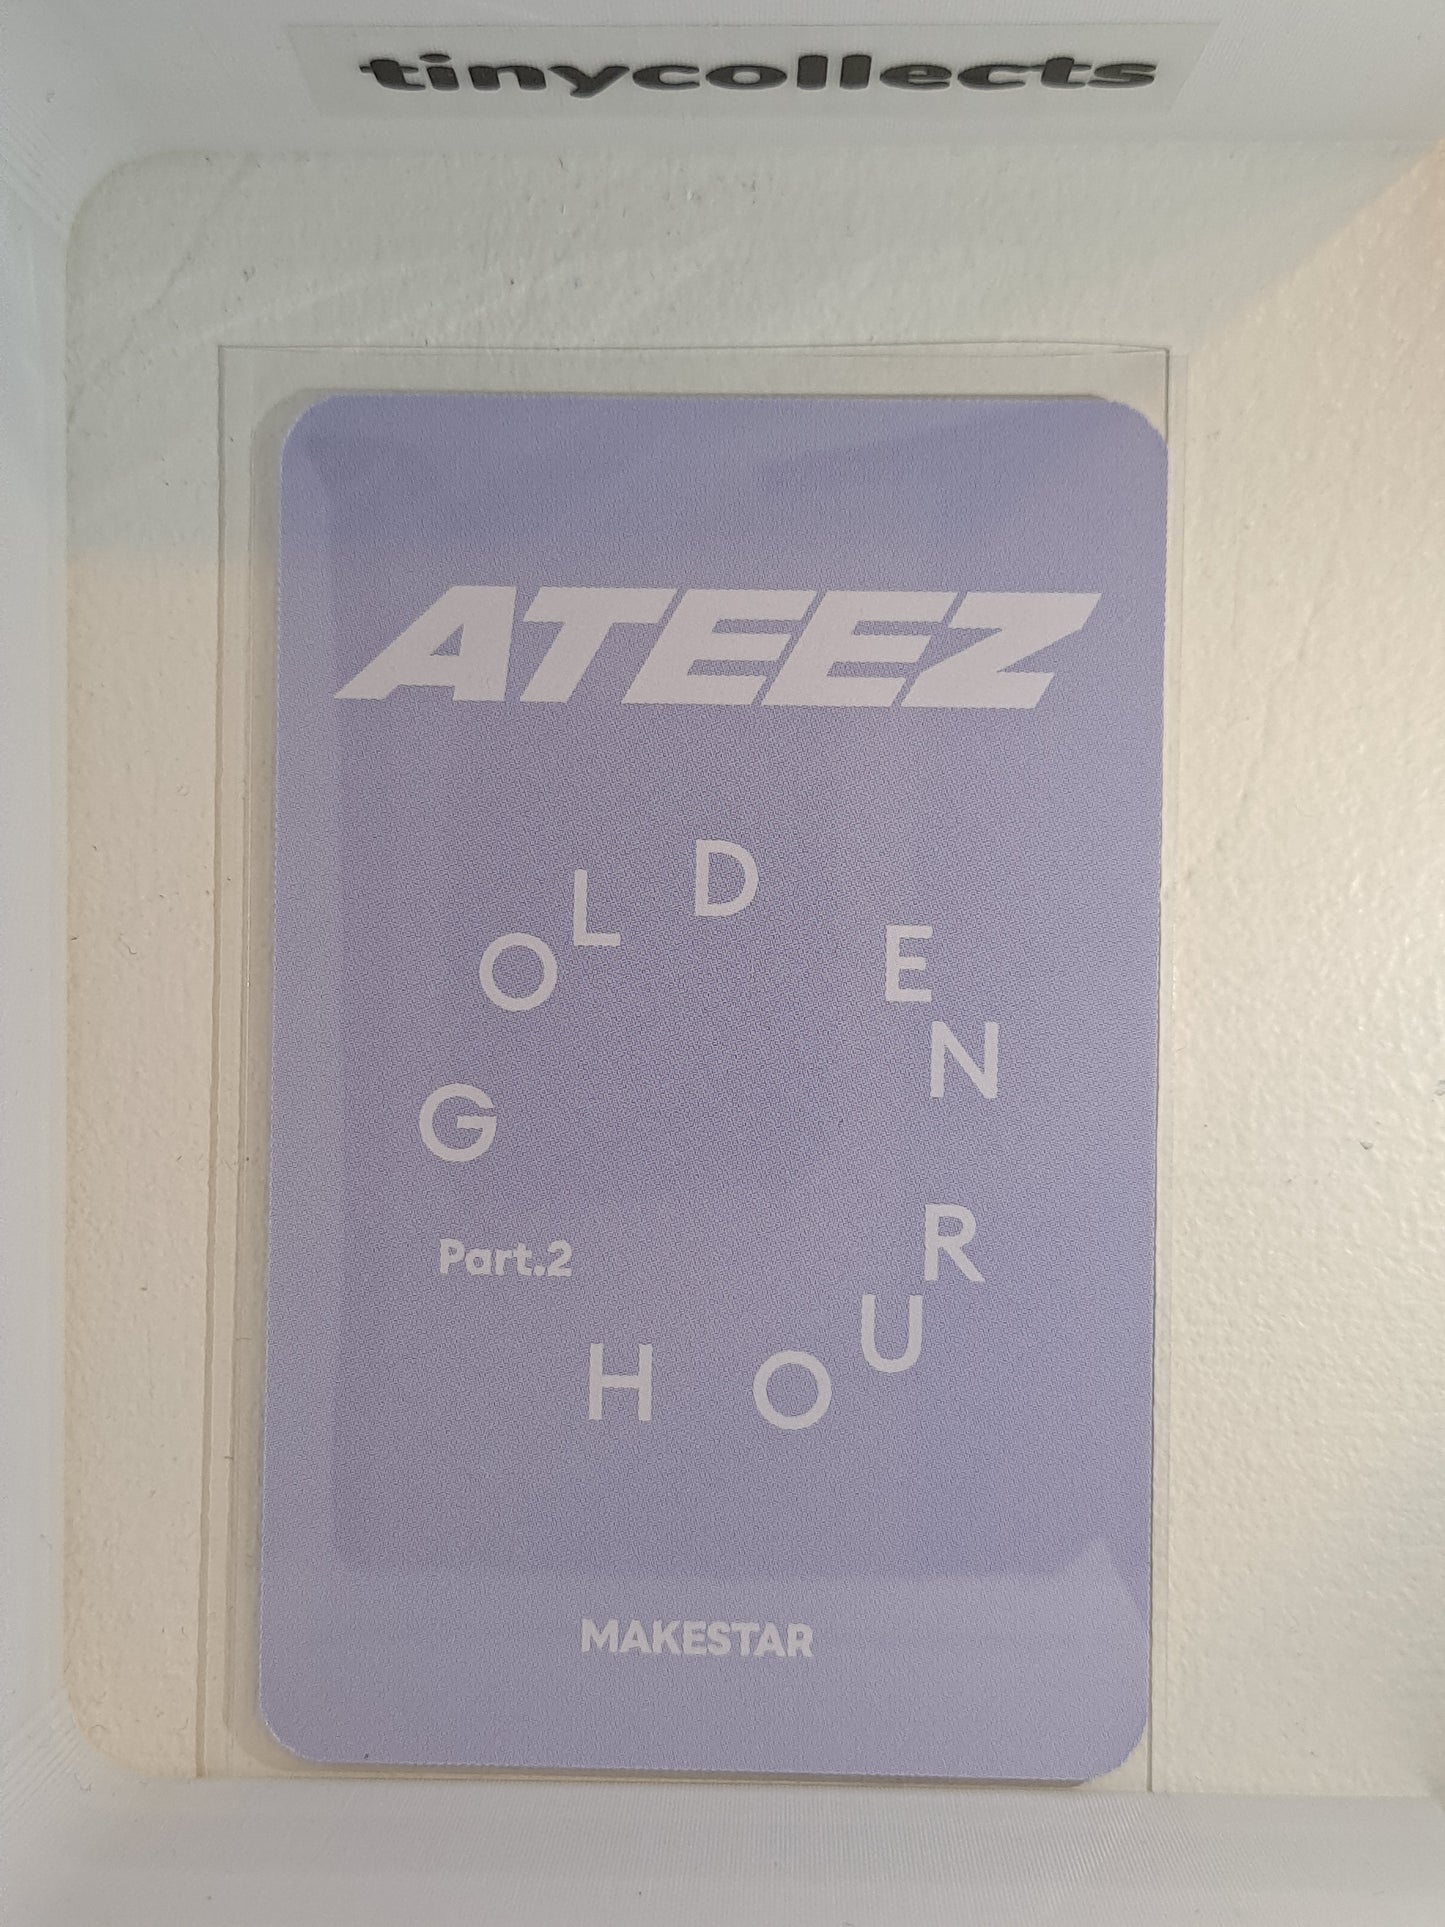 tinycollects
ATEEZ
GOLDEN
HOUR
Part.2
MAKESTAR